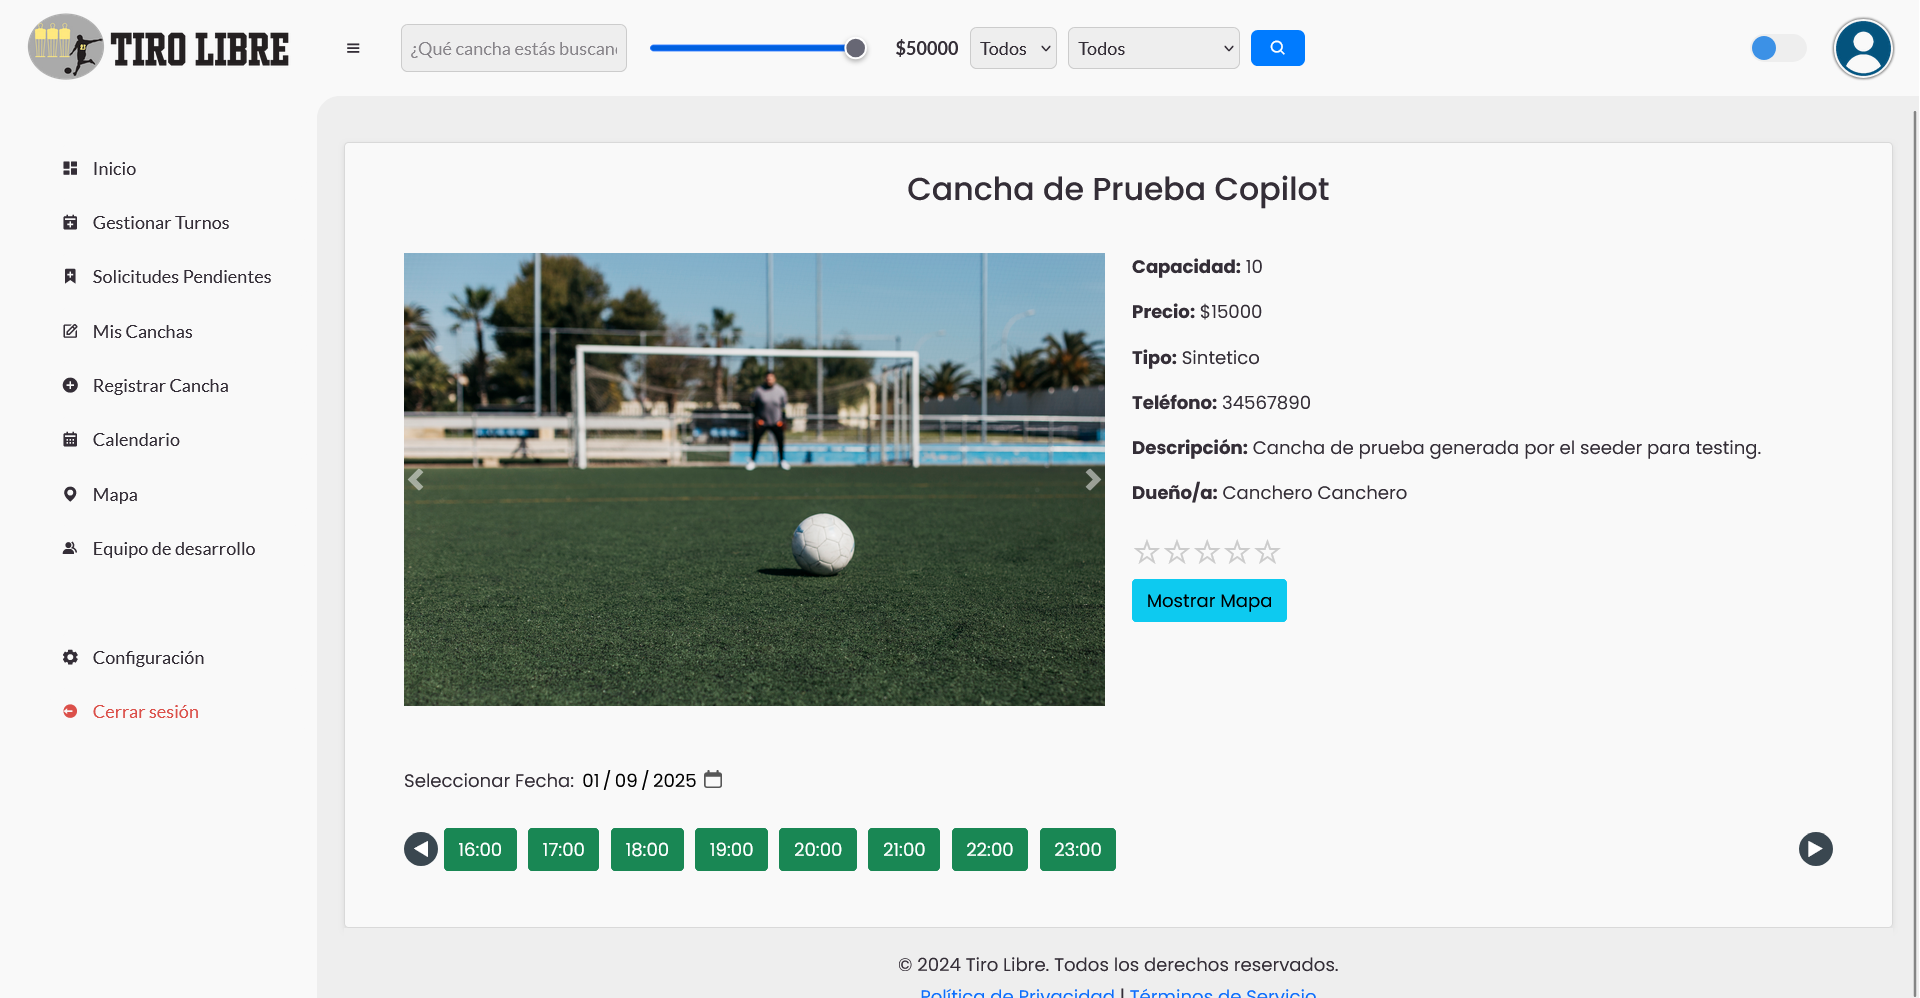 TIRO LIBRE
¿Qué cancha estás buscan
$50000
Todos
Todos
Inicio
Gestionar Turnos
Solicitudes Pendientes
Mis Canchas
Registrar Cancha
Calendario
Mapa
Equipo de desarrollo
Configuración
Cerrar sesión
Cancha de Prueba Copilot
Capacidad: 10
Precio: $15000
Tipo: Sintetico
Teléfono: 34567890
Descripción: Cancha de prueba generada por el seeder para testing.
Dueño/a: Canchero Canchero
Mostrar Mapa
Seleccionar Fecha: 01 / 09 / 2025
16:00 17:00 18:00 19:00 20:00 21:00 22:00 23:00
© 2024 Tiro Libre. Todos los derechos reservados.
Política de Privacidad | Términos de Servicio